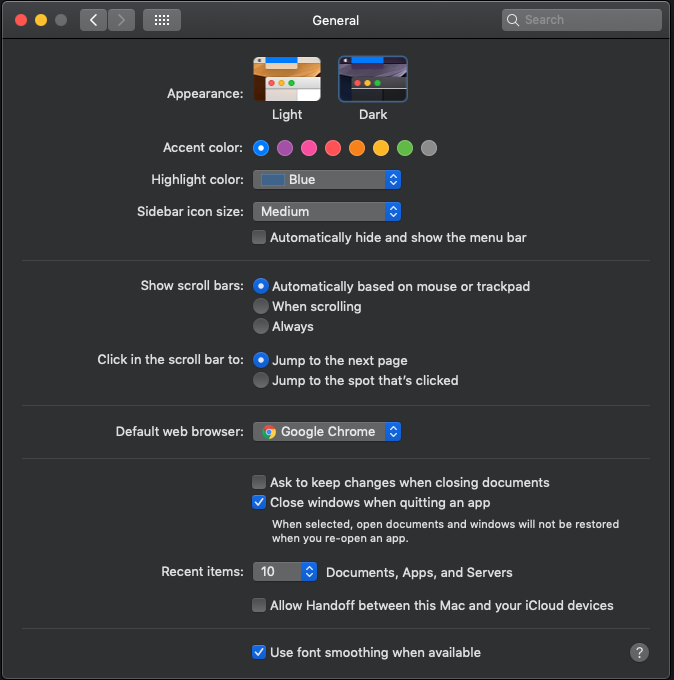 General
Search
Appearance:
Light
Dark
Accent color:
Highlight color:
Blue
Sidebar icon size:
Medium
Automatically hide and show the menu bar
Show scroll bars:
Automatically based on mouse or trackpad
When scrolling
Always
Click in the scroll bar to:
Jump to the next page
Jump to the spot that's clicked
Default web browser:
Google Chrome
Ask to keep changes when closing documents
Close windows when quitting an app
When selected, open documents and windows will not be restored
when you re-open an app.
Recent items:
10
Documents, Apps, and Servers
Allow Handoff between this Mac and your iCloud devices
Use font smoothing when available
?